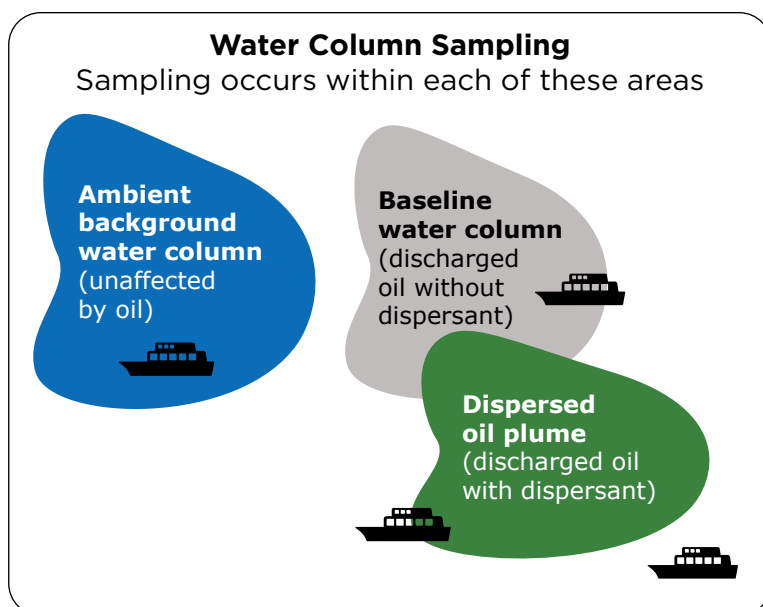 Water Column Sampling
Sampling occurs within each of these areas
Ambient
background
water column
(unaffected
by oil)
Baseline
water column
(discharged
oil without
dispersant)
Dispersed
oil plume
(discharged oil
with dispersant)